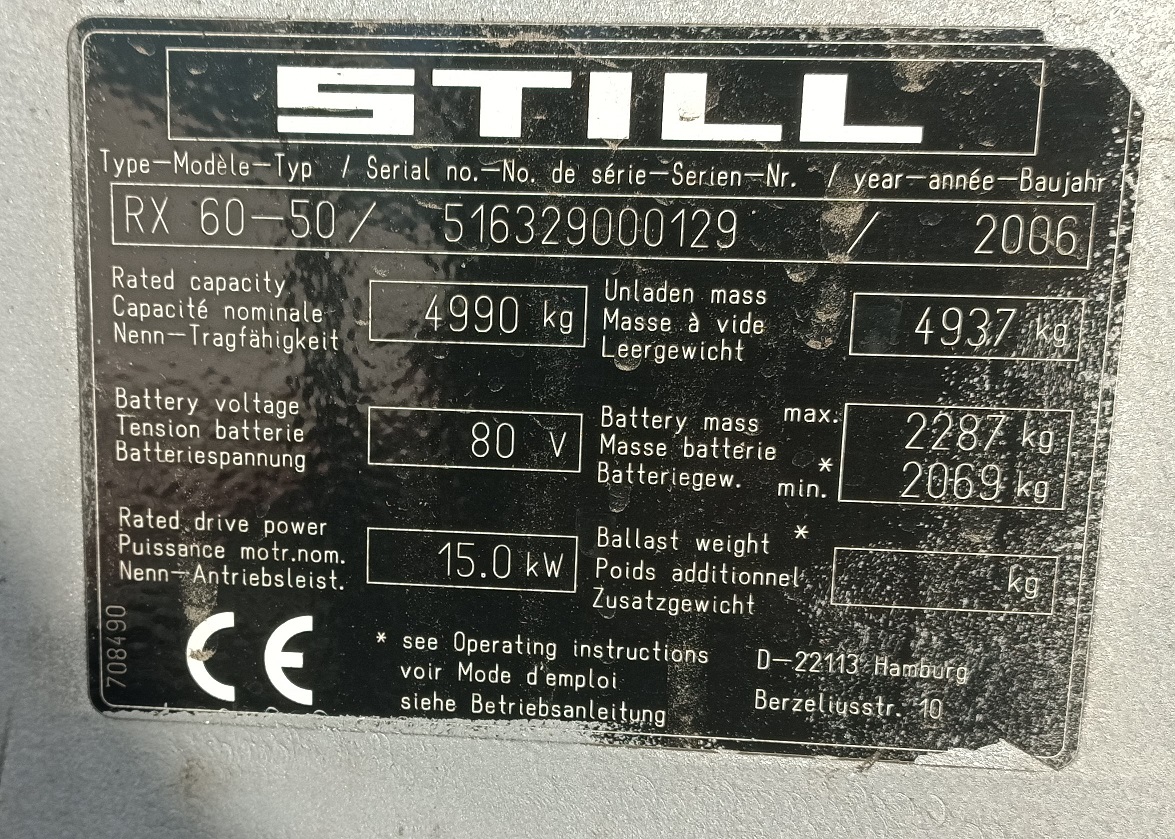 STILL
Type–Modèle–Typ / Serial no.–No. de série–Serien–Nr. / year–année–Baujahr
RX 60–50 / 516329000129 / 2006
Rated capacity
Capacité nominale
Nenn–Tragfähigkeit
4990 kg
Unladen mass
Masse à vide
Leergewicht
4937 kg
Battery voltage
Tension batterie
Batteriespannung
80 V
Battery mass max.
Masse batterie *
Batteriegew. min.
2287 kg
2069 kg
Rated drive power
Puissance motr.nom.
Nenn–Antriebsleist.
15.0 kW
Ballast weight *
Poids additionnel
Zusatzgewicht
kg
708490
CE
* see Operating instructions
voir Mode d'emploi
siehe Betriebsanleitung
D–22113 Hamburg
Berzeliusstr. 10